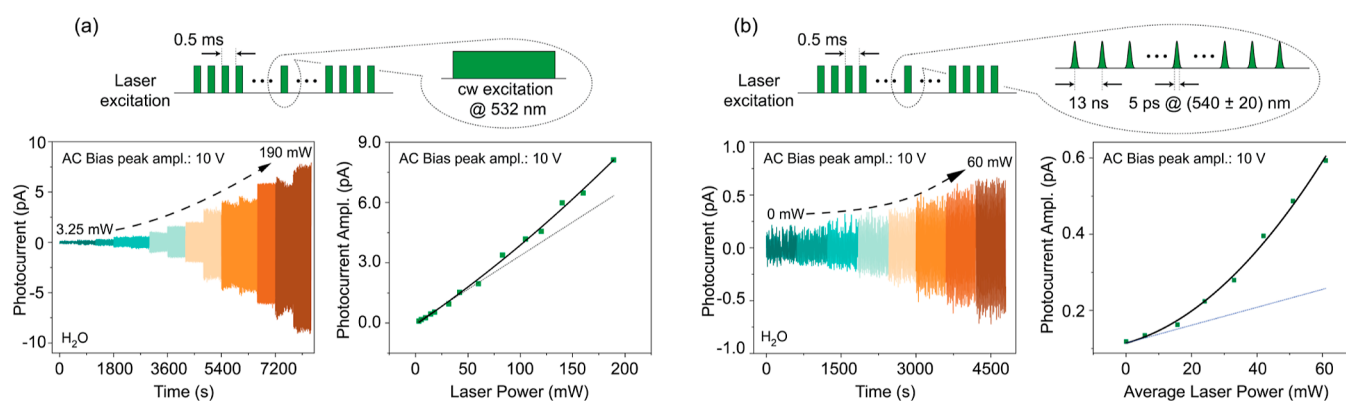 (a)
0.5 ms
Laser
excitation
cw excitation
@ 532 nm
AC Bias peak ampl.: 10 V
190 mW
3.25 mW
H₂O
Photocurrent (pA)
10
5
0
-5
-10
0
1800
3600
5400
7200
Time (s)
AC Bias peak ampl.: 10 V
Photocurrent Ampl. (pA)
9.0
6.0
3.0
0.0
0
50
100
150
200
Laser Power (mW)
(b)
0.5 ms
Laser
excitation
13 ns
5 ps @ (540 ± 20) nm
AC Bias peak ampl.: 10 V
60 mW
0 mW
H₂O
Photocurrent (pA)
1.0
0.5
0.0
-0.5
-1.0
0
1500
3000
4500
Time (s)
AC Bias peak ampl.: 10 V
Photocurrent Ampl. (pA)
0.6
0.4
0.2
0
20
40
60
Average Laser Power (mW)